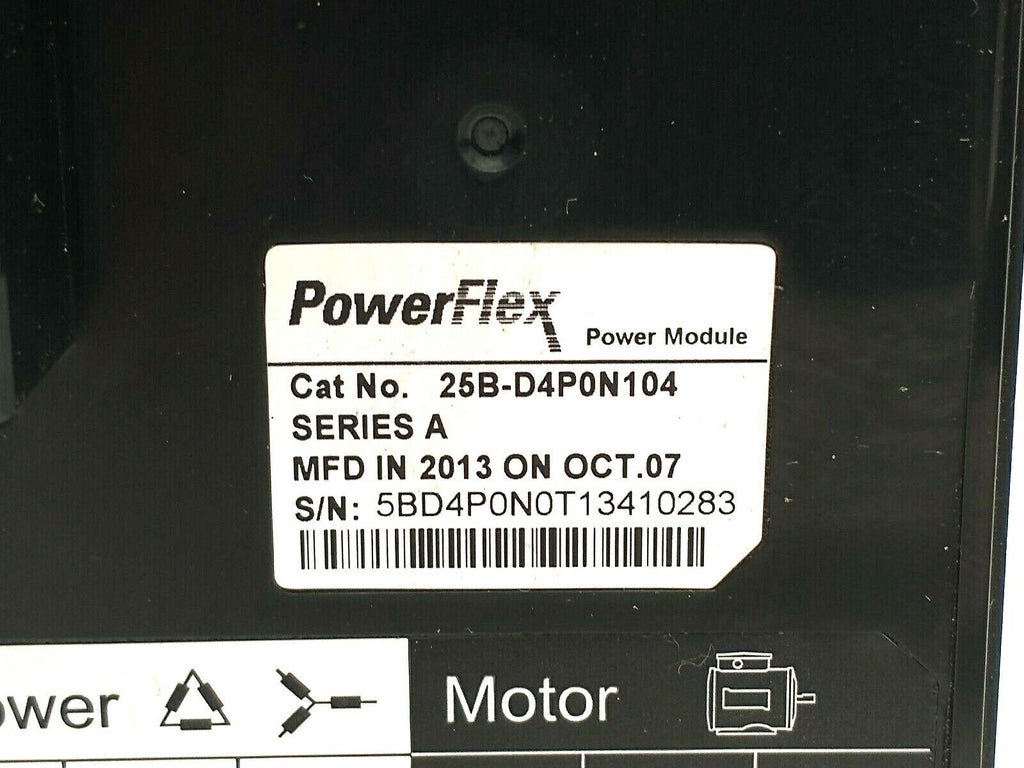 PowerFlex
Power Module
Cat No. 25B-D4P0N104
SERIES A
MFD IN 2013 ON OCT.07
S/N: 5BD4P0N0T13410283
ower Motor